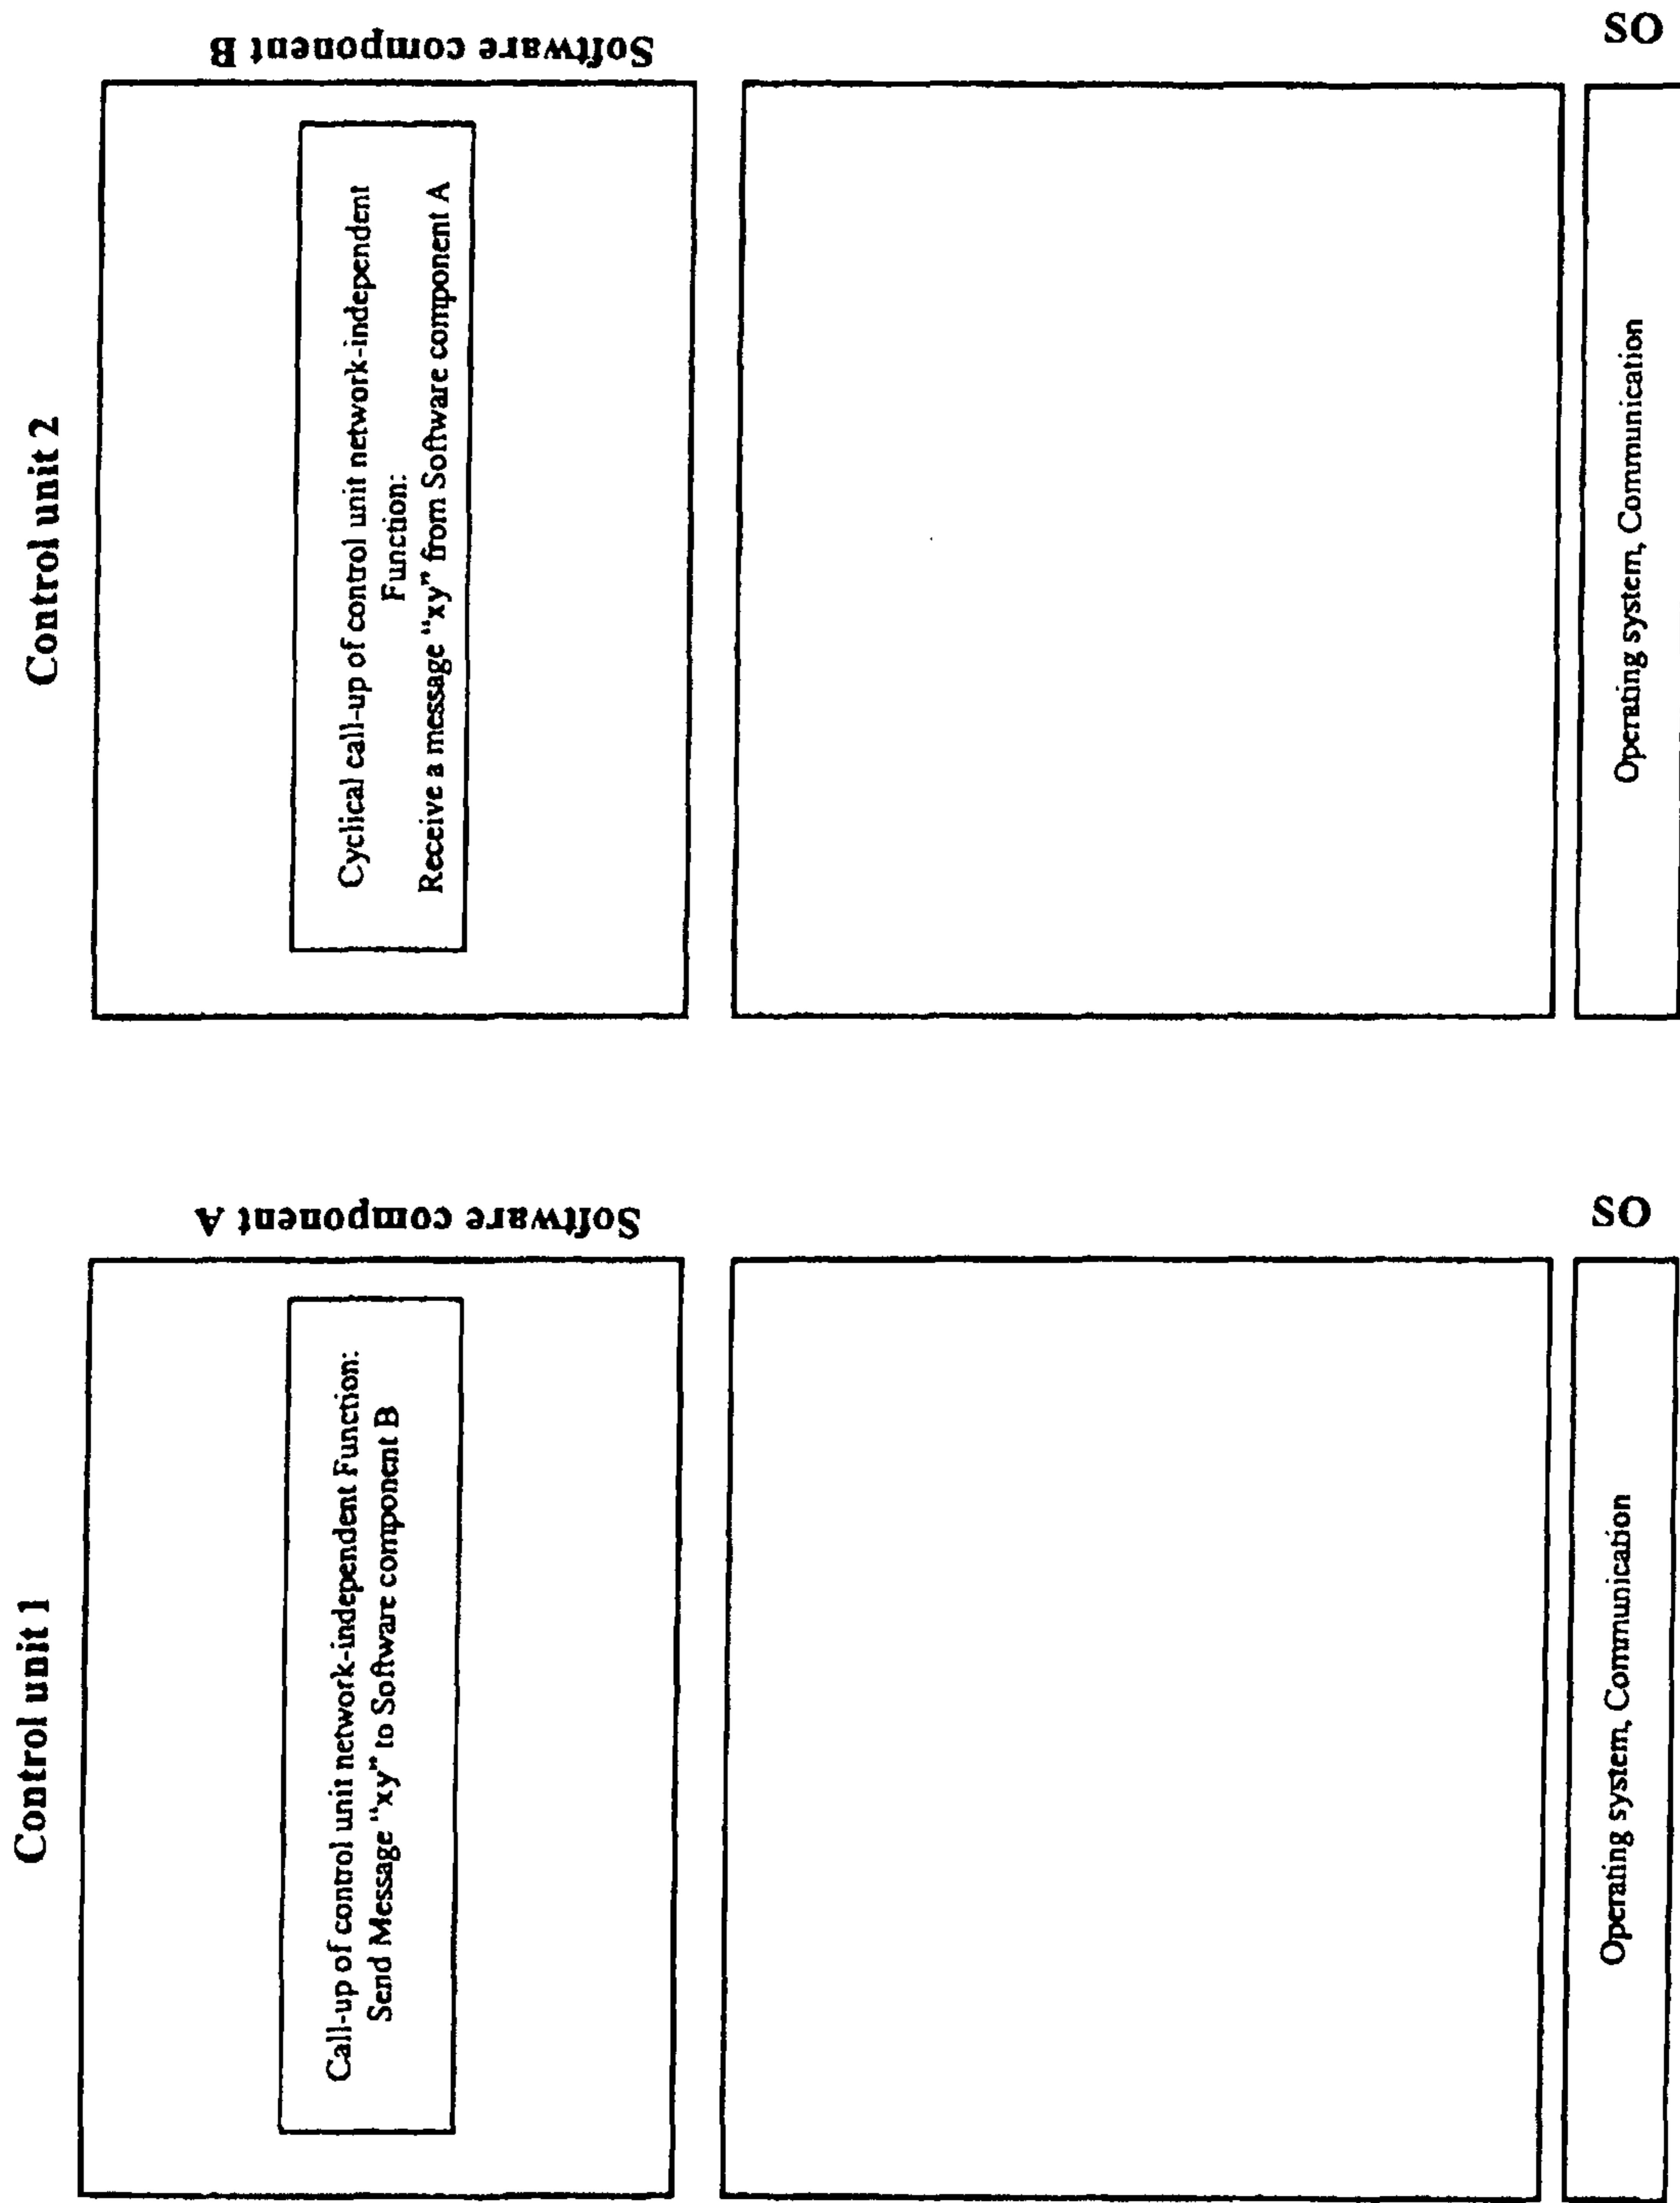 Control unit 1
Call-up of control unit network-independent Function:
Send Message "xy" to Software component B
Software component A
Operating system, Communication
OS
Control unit 2
Cyclical call-up of control unit network-independent
Function:
Receive a message "xy" from Software component A
Software component B
Operating system, Communication
OS